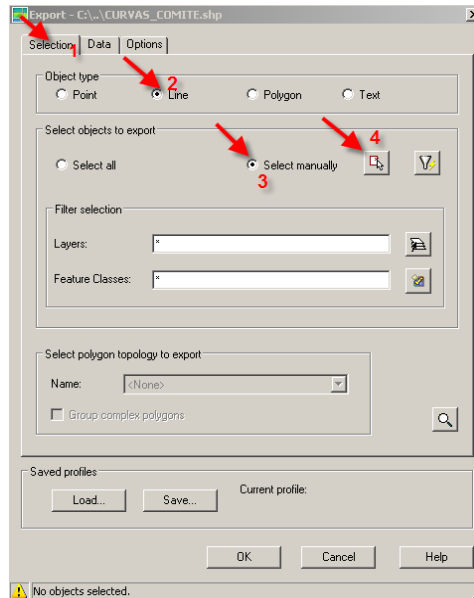 Export - C:\..\CURVAS_COMITE.shp
Selection Data Options
1
Object type
2
Point Line Polygon Text
Select objects to export
4
Select all Select manually
3
Filter selection
Layers: *
Feature Classes: *
Select polygon topology to export
Name: <None>
Group complex polygons
Saved profiles
Load... Save... Current profile:
OK Cancel Help
No objects selected.